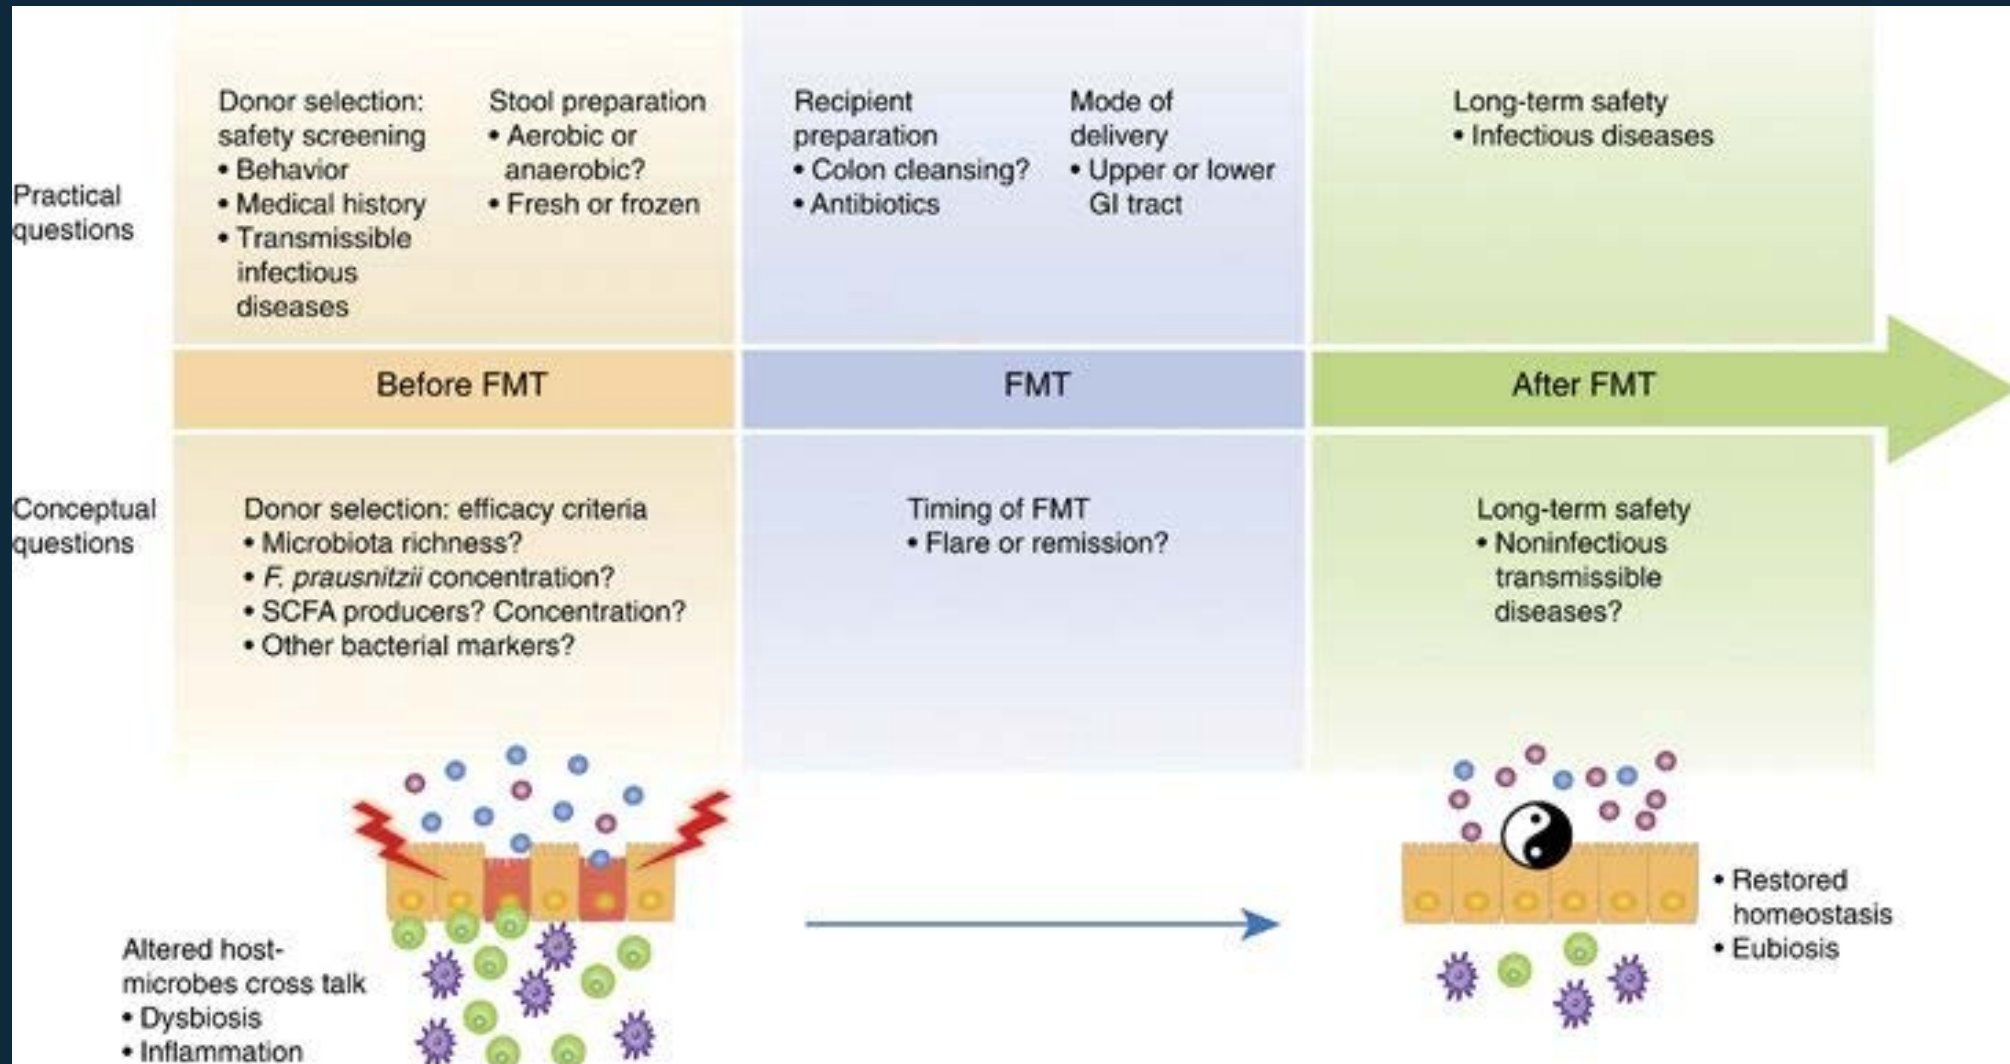 Practical
questions
Donor selection:
safety screening
• Behavior
• Medical history
• Transmissible
infectious
diseases
Stool preparation
• Aerobic or
anaerobic?
• Fresh or frozen
Recipient
preparation
• Colon cleansing?
• Antibiotics
Mode of
delivery
• Upper or lower
GI tract
Long-term safety
• Infectious diseases
Before FMT
FMT
After FMT
Conceptual
questions
Donor selection: efficacy criteria
• Microbiota richness?
• F. prausnitzii concentration?
• SCFA producers? Concentration?
• Other bacterial markers?
Timing of FMT
• Flare or remission?
Long-term safety
• Noninfectious
transmissible
diseases?
Altered host-
microbes cross talk
• Dysbiosis
• Inflammation
• Restored
homeostasis
• Eubiosis